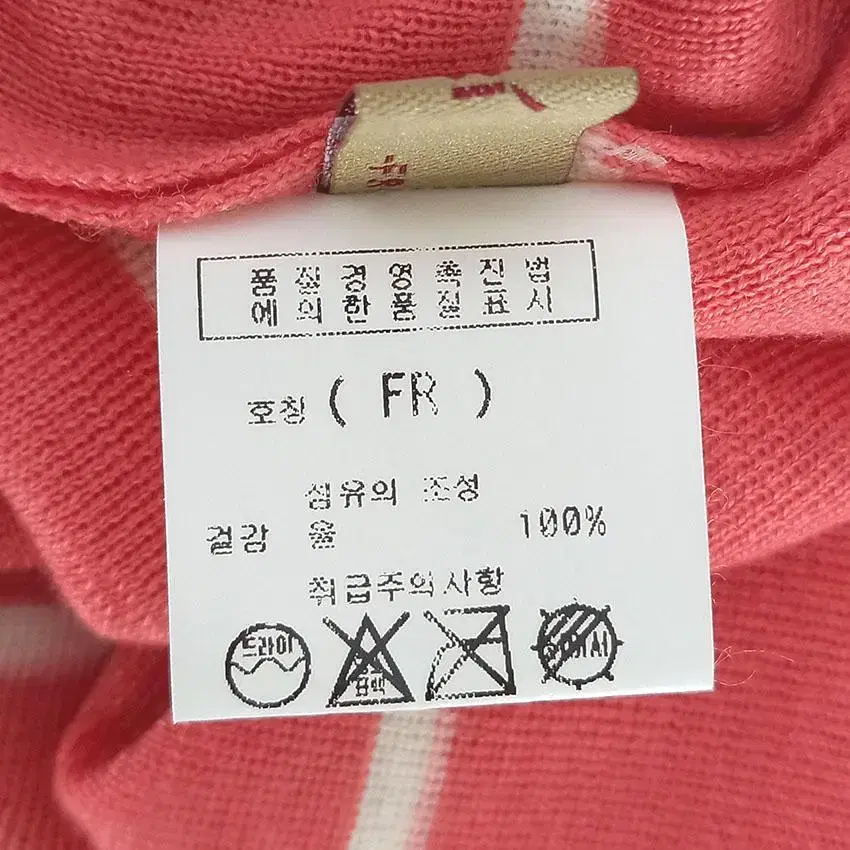 품질경영촉진법
에의한품질표시
호칭 ( FR )
섬유의 조성
겉감 울 100%
취급주의사항
드라이
표백